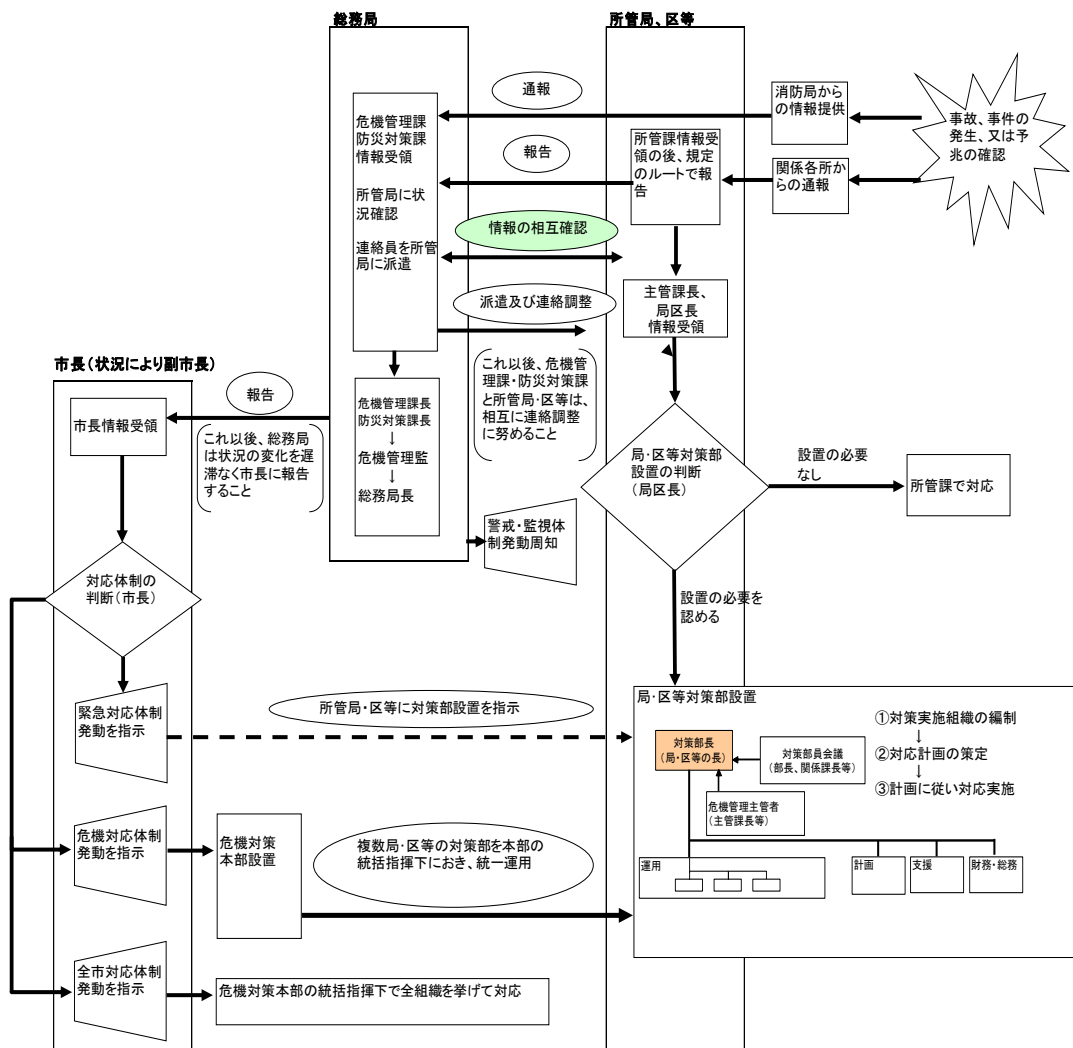 総務局
所管局、区等
通報
消防局から
の情報提供
事故、事件の
発生、又は予
兆の確認
危機管理課
防災対策課
情報受領
所管局に状
況確認
連絡員を所管
局に派遣
報告
所管課情報受
領の後、規定
のルートで報
告
関係各所
からの通報
情報の相互確認
派遣及び連絡調整
主管課長、
局区長
情報受領
市長(状況により副市長)
報告
市長情報受領
これ以後、総務局
は状況の変化を遅
滞なく市長に報告
すること
危機管理課長
防災対策課長
↓
危機管理監
↓
総務局長
これ以後、危機管
理課・防災対策課
と所管局・区等は、
相互に連絡調整
に努めること
局・区等対策部
設置の判断
(局区長)
設置の必要
なし
所管課で対応
警戒・監視体
制発動周知
対応体制の
判断(市長)
設置の必要を
認める
緊急対応体制
発動を指示
所管局・区等に対策部設置を指示
局・区等対策部設置
対策部長
(局・区等の長)
対策部員会議
(部長、関係課長等)
危機管理主管者
(主管課長等)
①対策実施組織の編制
↓
②対応計画の策定
↓
③計画に従い対応実施
運用
計画
支援
財務・総務
危機対応体制
発動を指示
危機対策
本部設置
複数局・区等の対策部を本部の
統括指揮下におき、統一運用
全市対応体制
発動を指示
危機対策本部の統括指揮下で全組織を挙げて対応